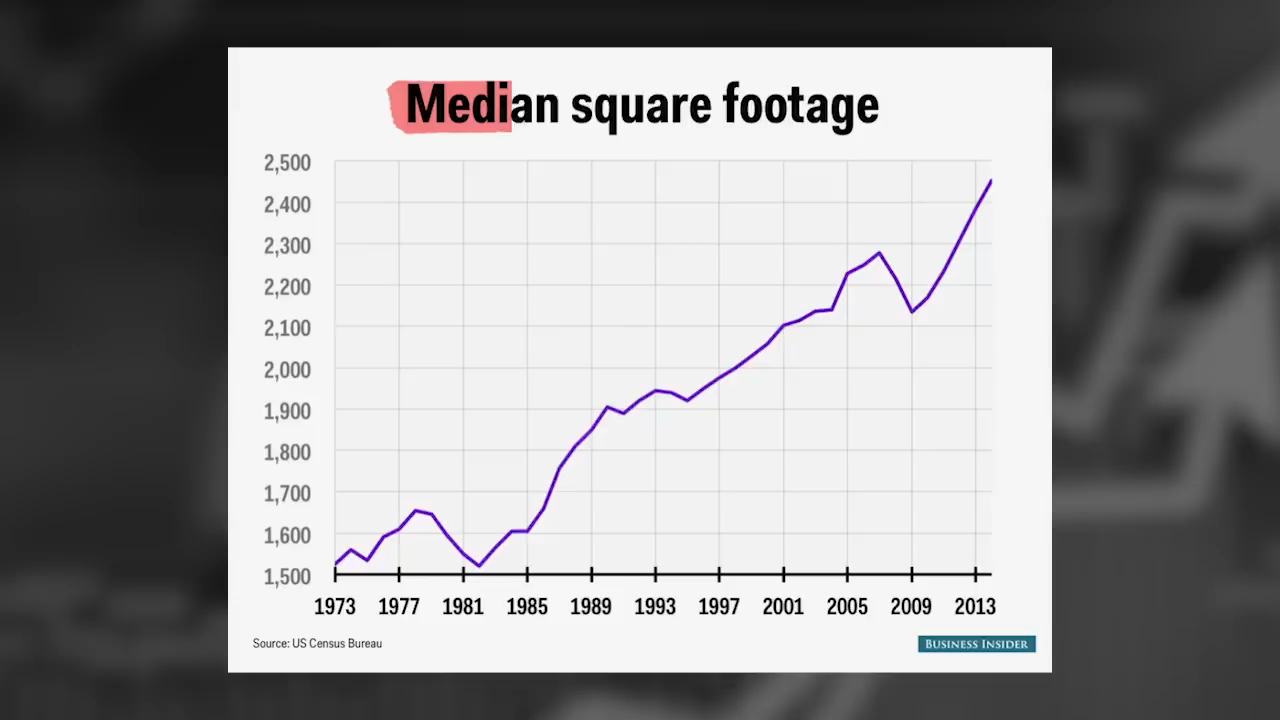 Median square footage
2,500
2,400
2,300
2,200
2,100
2,000
1,900
1,800
1,700
1,600
1,500
1973 1977 1981 1985 1989 1993 1997 2001 2005 2009 2013
Source: US Census Bureau
BUSINESS INSIDER